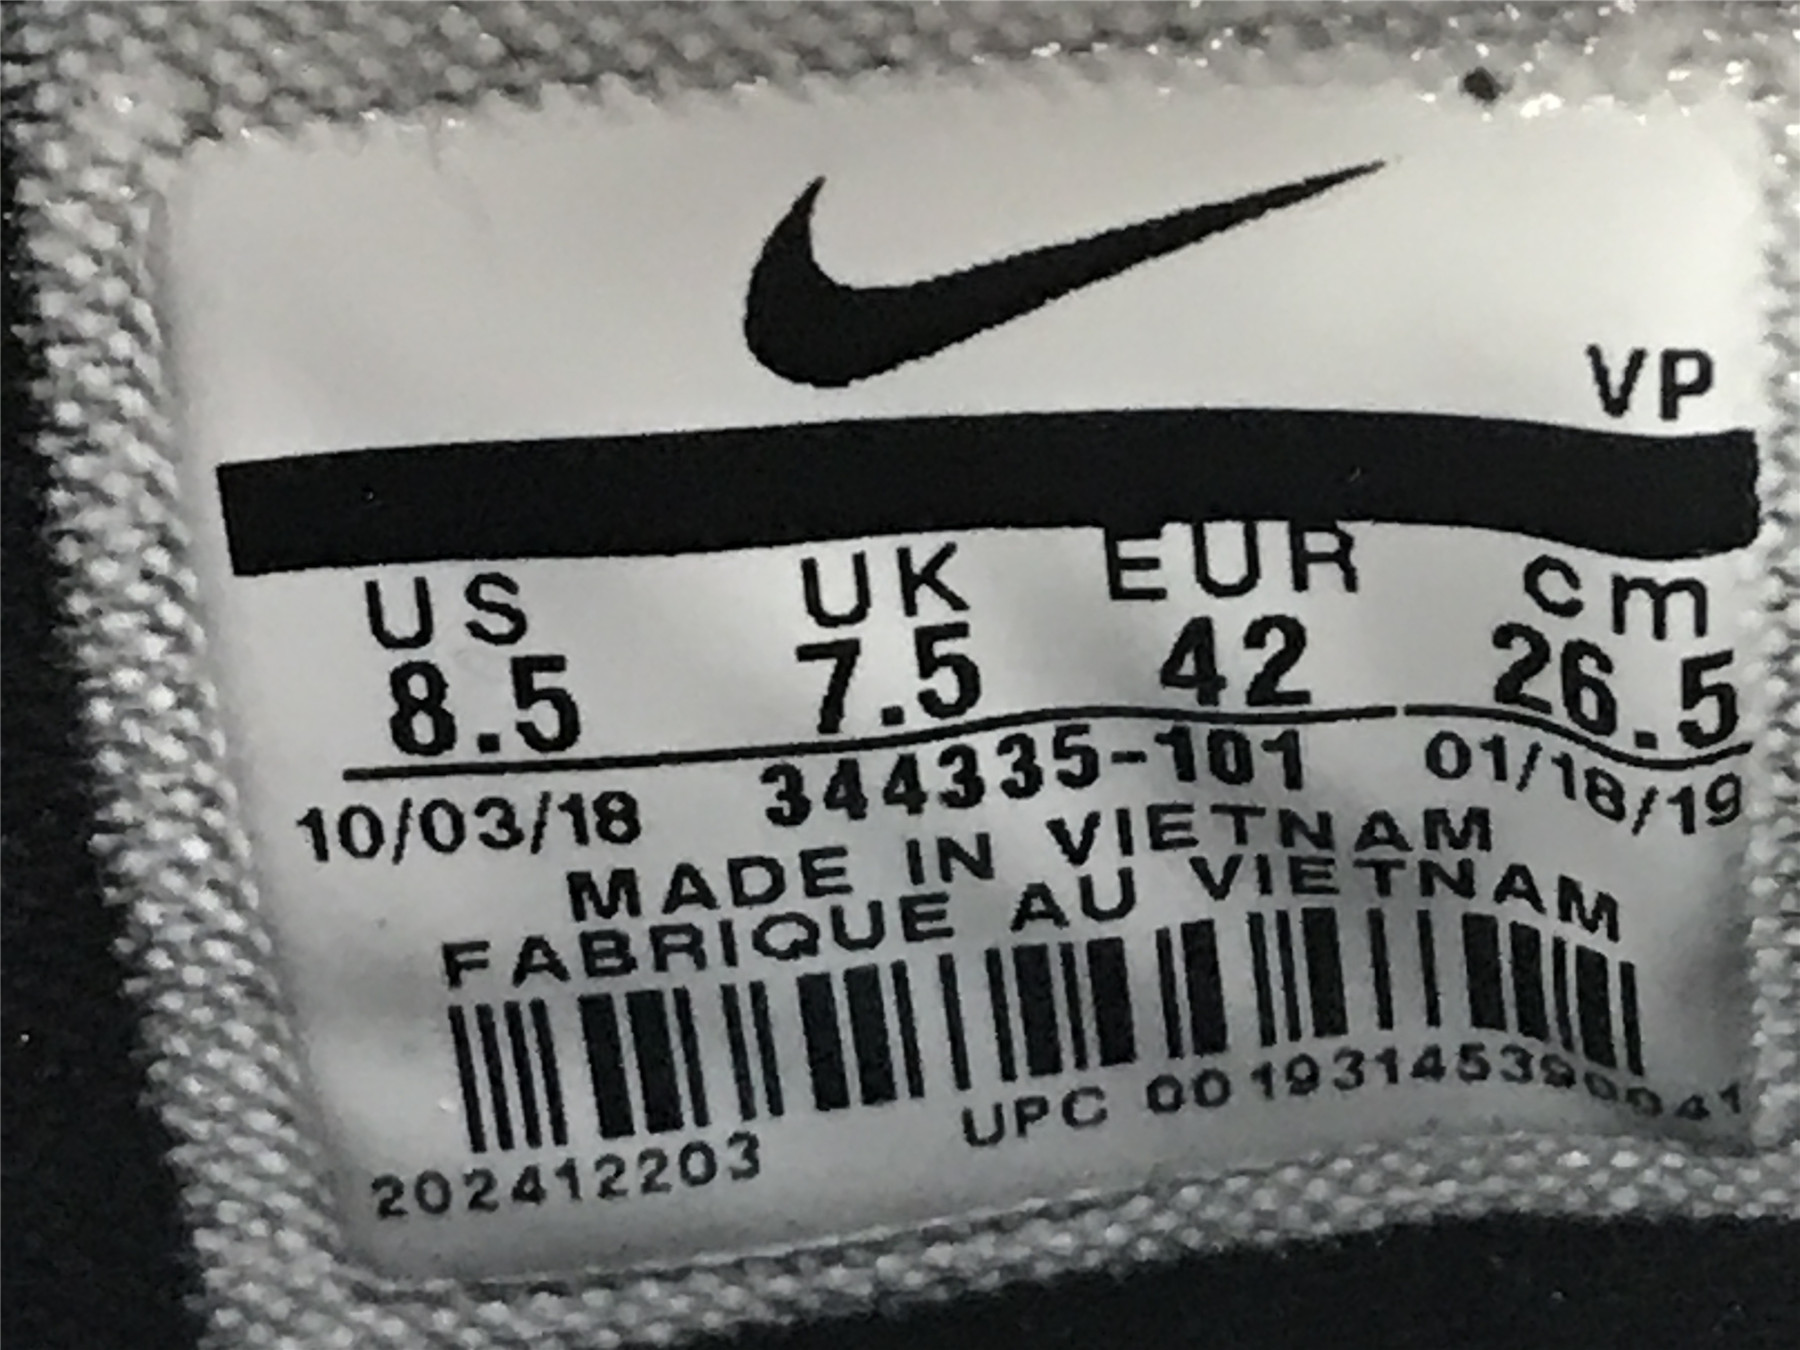 VP
US UK EUR cm
8.5 7.5 42 26.5
10/03/18 344335-101 01/18/19
MADE IN VIETNAM
FABRIQUE AU VIETNAM
UPC 00193145390041
202412203